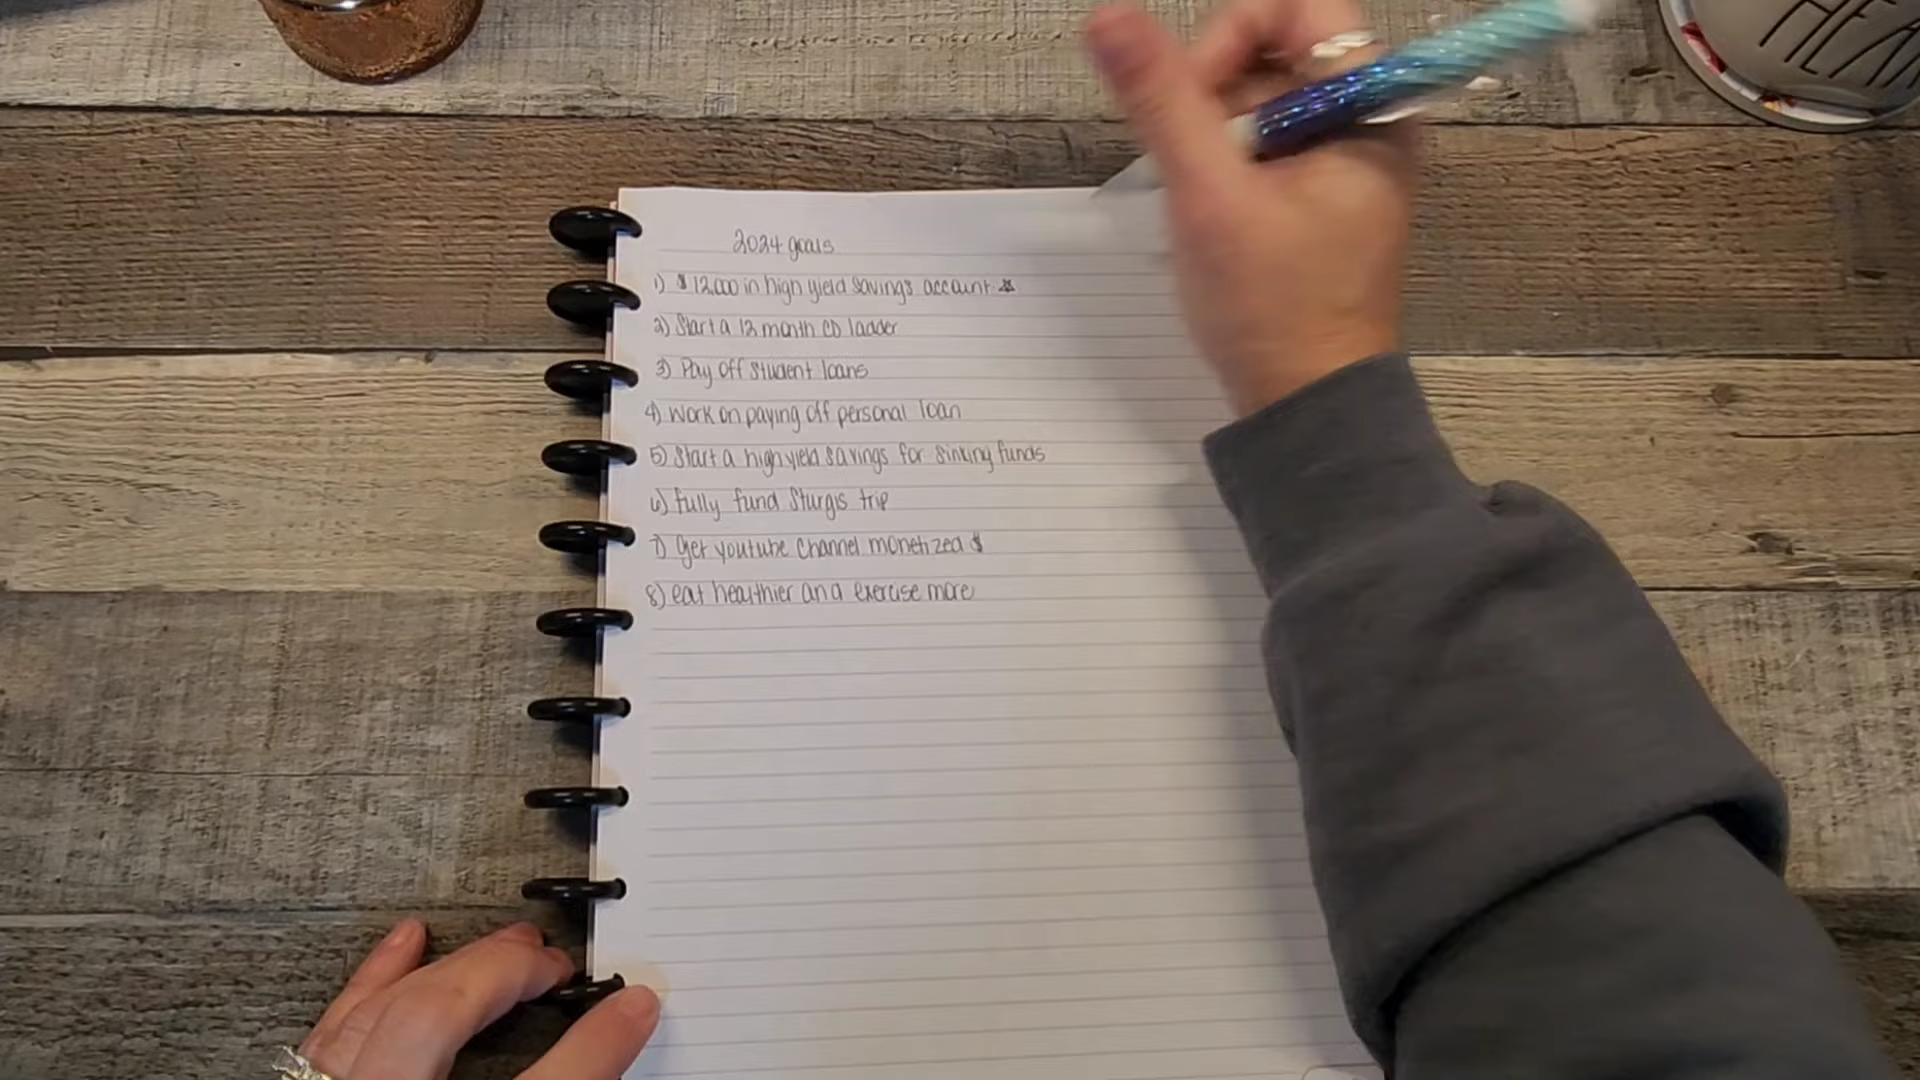 2024 goals
1) $12,000 in high yield savings account ☆
2) Start a 12 month CD ladder
3) Pay off student loans
4) Work on paying off personal loan
5) Start a high yield savings for sinking funds
6) fully fund Sturgis trip
7) Get youtube channel monetized $
8) eat healthier and exercise more